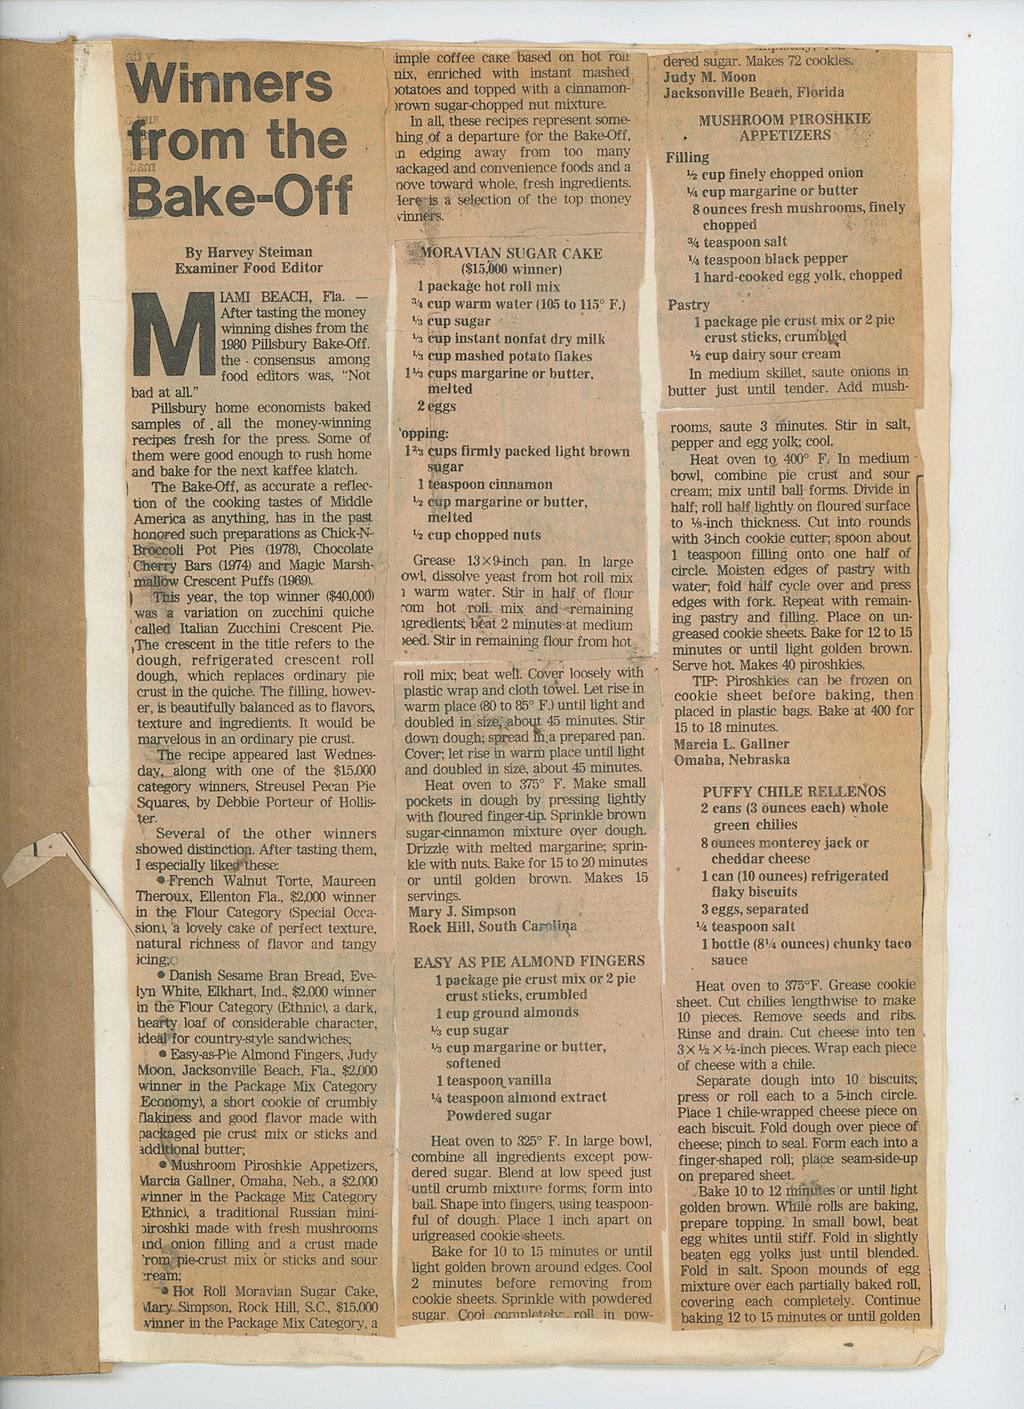 Winners
from the
Bake-Off
By Harvey Steiman
Examiner Food Editor
MIAMI BEACH, Fla. —
After tasting the money
winning dishes from the
1980 Pillsbury Bake-Off.
the consensus among
food editors was, “Not
bad at all.”
Pillsbury home economists baked
samples of all the money-winning
recipes fresh for the press. Some of
them were good enough to rush home
and bake for the next kaffee klatch.
The Bake-Off, as accurate a reflec-
tion of the cooking tastes of Middle
America as anything, has in the past
honored such preparations as Chick-N-
Broccoli Pot Pies (1978), Chocolate
Cherry Bars (1974) and Magic Marsh-
mallow Crescent Puffs (1969).
This year, the top winner ($40,000)
was a variation on zucchini quiche
called Italian Zucchini Crescent Pie.
The crescent in the title refers to the
dough, refrigerated crescent roll
dough, which replaces ordinary pie
crust in the quiche. The filling, howev-
er, is beautifully balanced as to flavors,
texture and ingredients. It would be
marvelous in an ordinary pie crust.
The recipe appeared last Wednes-
day, along with one of the $15,000
category winners, Streusel Pecan Pie
Squares, by Debbie Porteur of Hollis-
ter.
Several of the other winners
showed distinction. After tasting them,
I especially liked these:
● French Walnut Torte, Maureen
Theroux, Ellenton Fla., $2,000 winner
in the Flour Category (Special Occa-
sion), a lovely cake of perfect texture,
natural richness of flavor and tangy
icing;
● Danish Sesame Bran Bread, Eve-
lyn White, Elkhart, Ind., $2,000 winner
in the Flour Category (Ethnic), a dark,
hearty loaf of considerable character,
ideal for country-style sandwiches;
● Easy-as-Pie Almond Fingers, Judy
Moon, Jacksonville Beach, Fla., $2,000
winner in the Package Mix Category
Economy), a short cookie of crumbly
flakiness and good flavor made with
packaged pie crust mix or sticks and
additional butter;
● Mushroom Piroshkie Appetizers,
Marcia Gallner, Omaha, Neb., a $2,000
winner in the Package Mix Category
Ethnic), a traditional Russian mini-
piroshki made with fresh mushrooms
and onion filling and a crust made
from pie-crust mix or sticks and sour
cream;
● Hot Roll Moravian Sugar Cake,
Mary Simpson, Rock Hill, S.C., $15,000
winner in the Package Mix Category, a
imple coffee cake based on hot roll
mix, enriched with instant mashed
potatoes and topped with a cinnamon-
brown sugar-chopped nut mixture.
In all, these recipes represent some-
hing of a departure for the Bake-Off,
an edging away from too many
packaged and convenience foods and a
move toward whole, fresh ingredients.
Here is a selection of the top money
winners.
MORAVIAN SUGAR CAKE
($15,000 winner)
1 package hot roll mix
¾ cup warm water (105 to 115° F.)
⅓ cup sugar
⅓ cup instant nonfat dry milk
⅓ cup mashed potato flakes
1⅓ cups margarine or butter,
melted
2 eggs
opping:
1⅔ cups firmly packed light brown
sugar
1 teaspoon cinnamon
½ cup margarine or butter,
melted
½ cup chopped nuts
Grease 13×9-inch pan. In large
owl, dissolve yeast from hot roll mix
warm water. Stir in half of flour
rom hot roll mix and remaining
ngredients; beat 2 minutes at medium
peed. Stir in remaining flour from hot
roll mix; beat well. Cover loosely with
plastic wrap and cloth towel. Let rise in
warm place (80 to 85° F.) until light and
doubled in size, about 45 minutes. Stir
down dough; spread in a prepared pan.
Cover; let rise in warm place until light
and doubled in size, about 45 minutes.
Heat oven to 375° F. Make small
pockets in dough by pressing lightly
with floured finger-tip. Sprinkle brown
sugar-cinnamon mixture over dough.
Drizzle with melted margarine; sprin-
kle with nuts. Bake for 15 to 20 minutes
or until golden brown. Makes 15
servings.
Mary J. Simpson
Rock Hill, South Carolina
EASY AS PIE ALMOND FINGERS
1 package pie crust mix or 2 pie
crust sticks, crumbled
1 cup ground almonds
⅓ cup sugar
⅓ cup margarine or butter,
softened
1 teaspoon vanilla
¼ teaspoon almond extract
Powdered sugar
Heat oven to 325° F. In large bowl,
combine all ingredients except pow-
dered sugar. Blend at low speed just
until crumb mixture forms; form into
ball. Shape into fingers, using teaspoon-
ful of dough. Place 1 inch apart on
ungreased cookie sheets.
Bake for 10 to 15 minutes or until
light golden brown around edges. Cool
2 minutes before removing from
cookie sheets. Sprinkle with powdered
sugar. Cool completely; roll in pow-
dered sugar. Makes 72 cookies.
Judy M. Moon
Jacksonville Beach, Florida
MUSHROOM PIROSHKIE
APPETIZERS
Filling
½ cup finely chopped onion
¼ cup margarine or butter
8 ounces fresh mushrooms, finely
chopped
¾ teaspoon salt
¼ teaspoon black pepper
1 hard-cooked egg yolk, chopped
Pastry
1 package pie crust mix or 2 pie
crust sticks, crumbled
½ cup dairy sour cream
In medium skillet, saute onions in
butter just until tender. Add mush-
rooms, saute 3 minutes. Stir in salt,
pepper and egg yolk; cool.
Heat oven to 400° F. In medium
bowl, combine pie crust and sour
cream; mix until ball forms. Divide in
half; roll half lightly on floured surface
to ⅛-inch thickness. Cut into rounds
with 3-inch cookie cutter; spoon about
1 teaspoon filling onto one half of
circle. Moisten edges of pastry with
water; fold half cycle over and press
edges with fork. Repeat with remain-
ing pastry and filling. Place on un-
greased cookie sheets. Bake for 12 to 15
minutes or until light golden brown.
Serve hot. Makes 40 piroshkies.
TIP: Piroshkies can be frozen on
cookie sheet before baking, then
placed in plastic bags. Bake at 400 for
15 to 18 minutes.
Marcia L. Gallner
Omaha, Nebraska
PUFFY CHILE RELLENOS
2 cans (3 ounces each) whole
green chilies
8 ounces monterey jack or
cheddar cheese
1 can (10 ounces) refrigerated
flaky biscuits
3 eggs, separated
¼ teaspoon salt
1 bottle (8¼ ounces) chunky taco
sauce
Heat oven to 375°F. Grease cookie
sheet. Cut chilies lengthwise to make
10 pieces. Remove seeds and ribs.
Rinse and drain. Cut cheese into ten
3×½×½-inch pieces. Wrap each piece
of cheese with a chile.
Separate dough into 10 biscuits;
press or roll each to a 5-inch circle.
Place 1 chile-wrapped cheese piece on
each biscuit. Fold dough over piece of
cheese; pinch to seal. Form each into a
finger-shaped roll; place seam-side-up
on prepared sheet.
Bake 10 to 12 minutes or until light
golden brown. While rolls are baking,
prepare topping. In small bowl, beat
egg whites until stiff. Fold in slightly
beaten egg yolks just until blended.
Fold in salt. Spoon mounds of egg
mixture over each partially baked roll,
covering each completely. Continue
baking 12 to 15 minutes or until golden